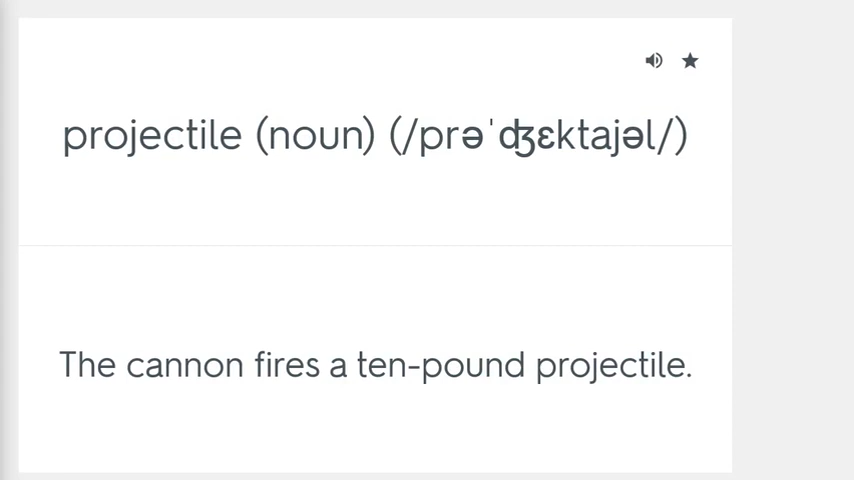 projectile (noun) (/prəˈʤɛktajəl/)
The cannon fires a ten-pound projectile.